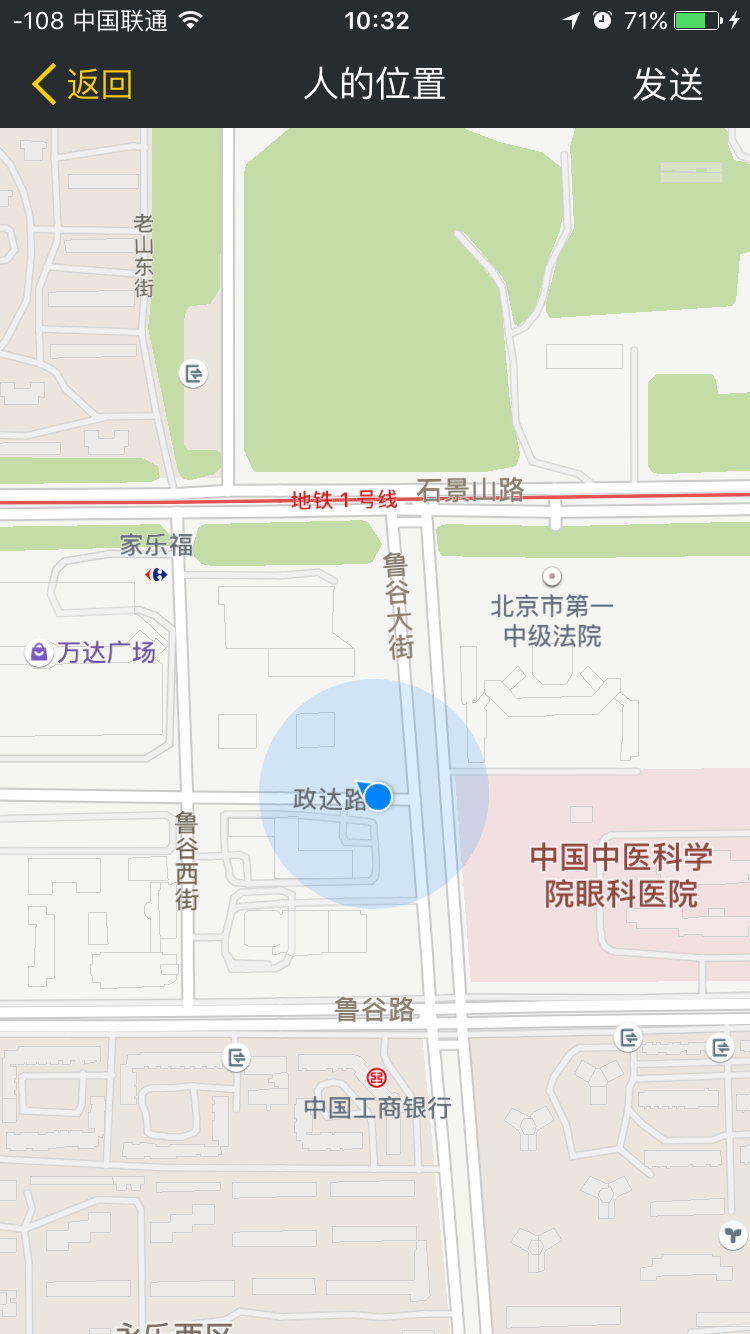 -108 中国联通 10:32 71%
返回 人的位置 发送
老山东街
石景山路
地铁1号线
家乐福
鲁谷大街
北京市第一
中级法院
万达广场
政达路
鲁谷西街
中国中医科学
院眼科医院
鲁谷路
中国工商银行
永乐西区